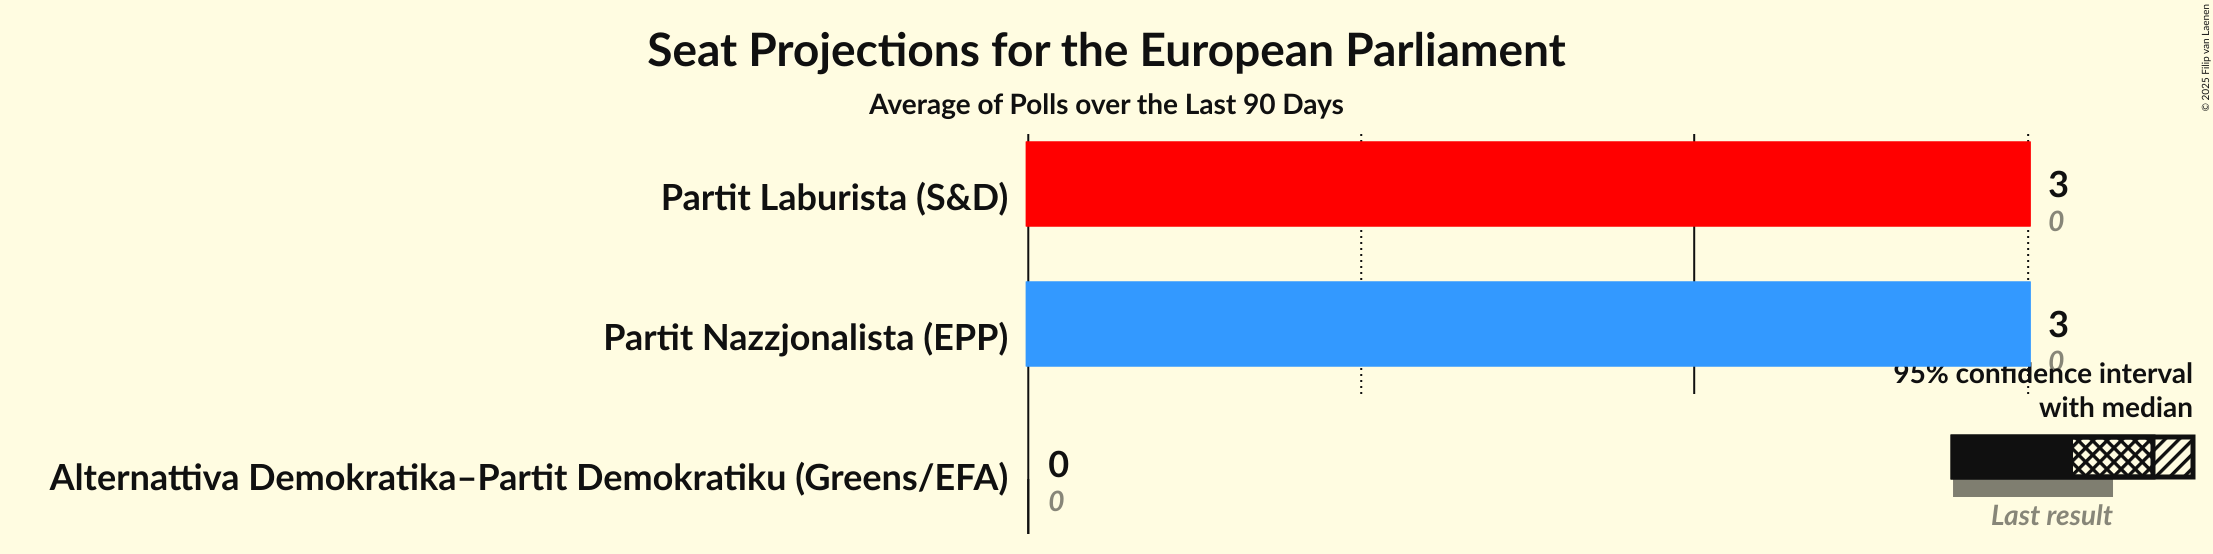 Seat Projections for the European Parliament
Average of Polls over the Last 90 Days
© 2025 Filip van Laenen
Partit Laburista (S&D)
3
0
Partit Nazzjonalista (EPP)
3
0
95% confidence interval
with median
Alternattiva Demokratika–Partit Demokratiku (Greens/EFA)
0
0
Last result